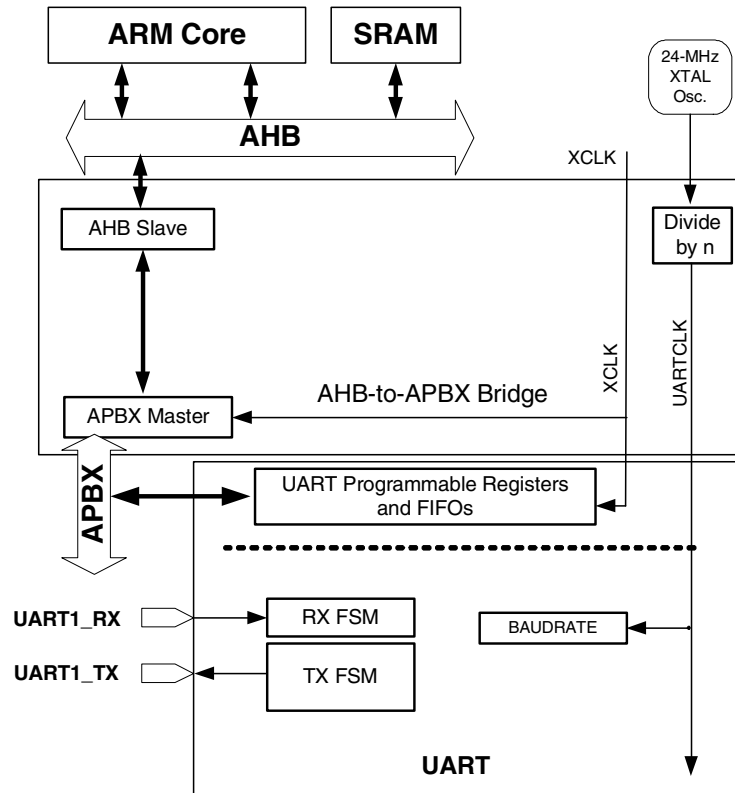 ARM Core
SRAM
24-MHz
XTAL
Osc.
AHB
XCLK
AHB Slave
Divide
by n
XCLK
UARTCLK
AHB-to-APBX Bridge
APBX Master
APBX
UART Programmable Registers
and FIFOs
UART1_RX
RX FSM
BAUDRATE
UART1_TX
TX FSM
UART